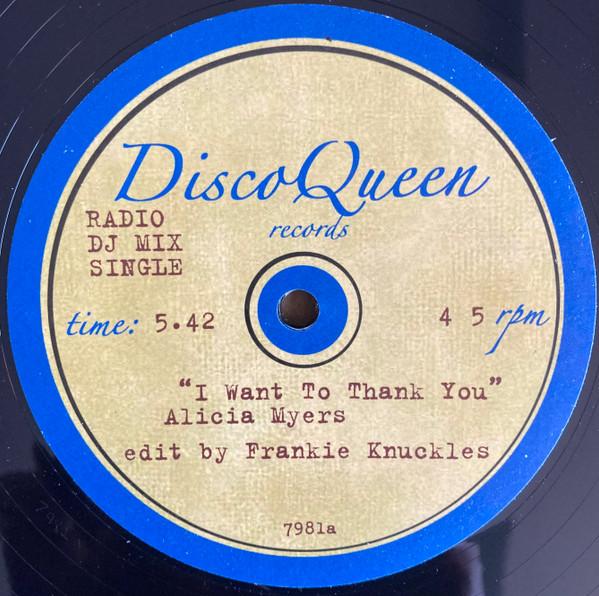 DiscoQueen
records
RADIO
DJ MIX
SINGLE
time: 5.42
4 5 rpm
"I Want To Thank You"
Alicia Myers
edit by Frankie Knuckles
7981a